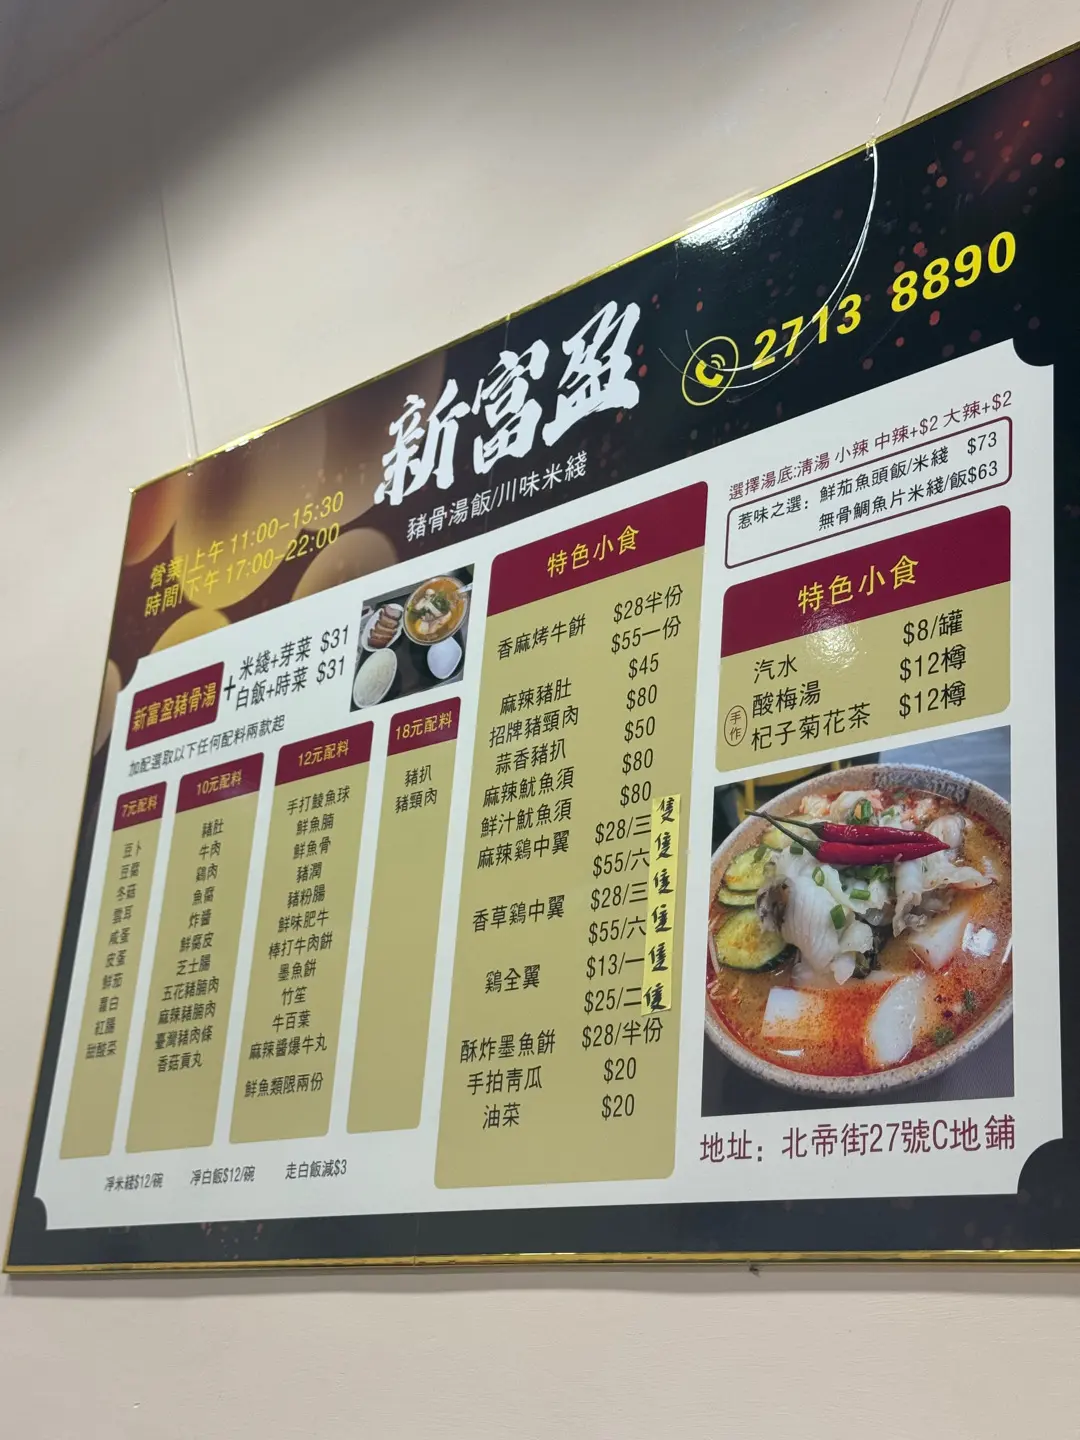 新富盈
豬骨湯飯/川味米綫
2713 8890
營業時間
上午 11:00-15:30
下午 17:00-22:00
新富盈豬骨湯
+
米綫+芽菜 $31
白飯+時菜 $31
加配選取以下任何配料兩款起
7元配料
豆卜
豆腐
冬菇
雲耳
咸蛋
皮蛋
鮮茄
蔥白
紅腸
甜酸菜
10元配料
豬肚
牛肉
鷄肉
魚腐
炸醬
鮮腐皮
芝士腸
五花豬腩肉
麻辣豬腩肉
臺灣豬肉條
香菇貢丸
12元配料
手打鯪魚球
鮮魚腩
鮮魚骨
豬潤
豬粉腸
鮮味肥牛
棒打牛肉餅
墨魚餅
竹笙
牛百葉
麻辣醬爆牛丸
鮮魚類限兩份
18元配料
豬扒
豬頸肉
淨米綫$12/碗
淨白飯$12/碗
走白飯減$3
特色小食
香麻烤牛餅 $28半份
$55一份
麻辣豬肚 $45
招牌豬頸肉 $80
蒜香豬扒 $50
麻辣魷魚須 $80
鮮汁魷魚須 $80
麻辣鷄中翼 $28/三隻
$55/六隻
香草鷄中翼 $28/三隻
$55/六隻
鷄全翼 $13/一隻
$25/二隻
酥炸墨魚餅 $28/半份
手拍青瓜 $20
油菜 $20
選擇湯底:清湯 小辣 中辣+$2 大辣+$2
惹味之選：鮮茄魚頭飯/米綫 $73
無骨鯛魚片米綫/飯$63
特色小食
汽水 $8/罐
手作
酸梅湯 $12樽
杞子菊花茶 $12樽
地址：北帝街27號C地鋪